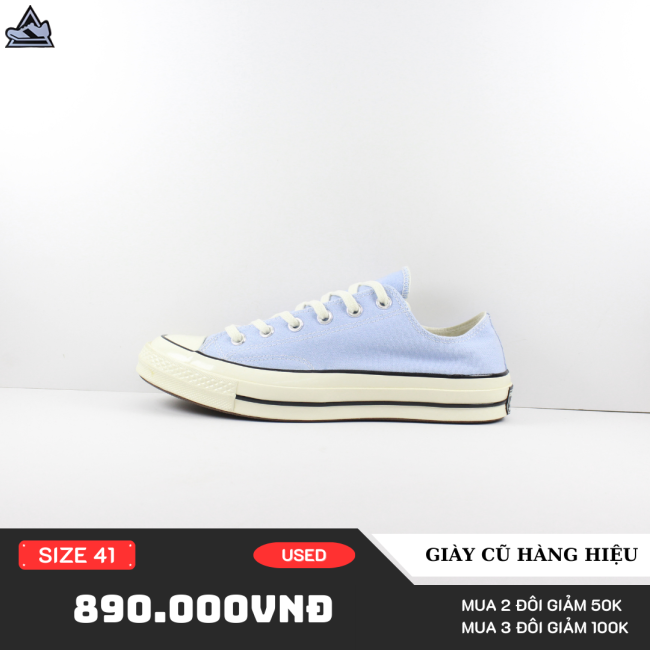 SIZE 41
USED
GIÀY CŨ HÀNG HIỆU
890.000VNĐ
MUA 2 ĐÔI GIẢM 50K
MUA 3 ĐÔI GIẢM 100K